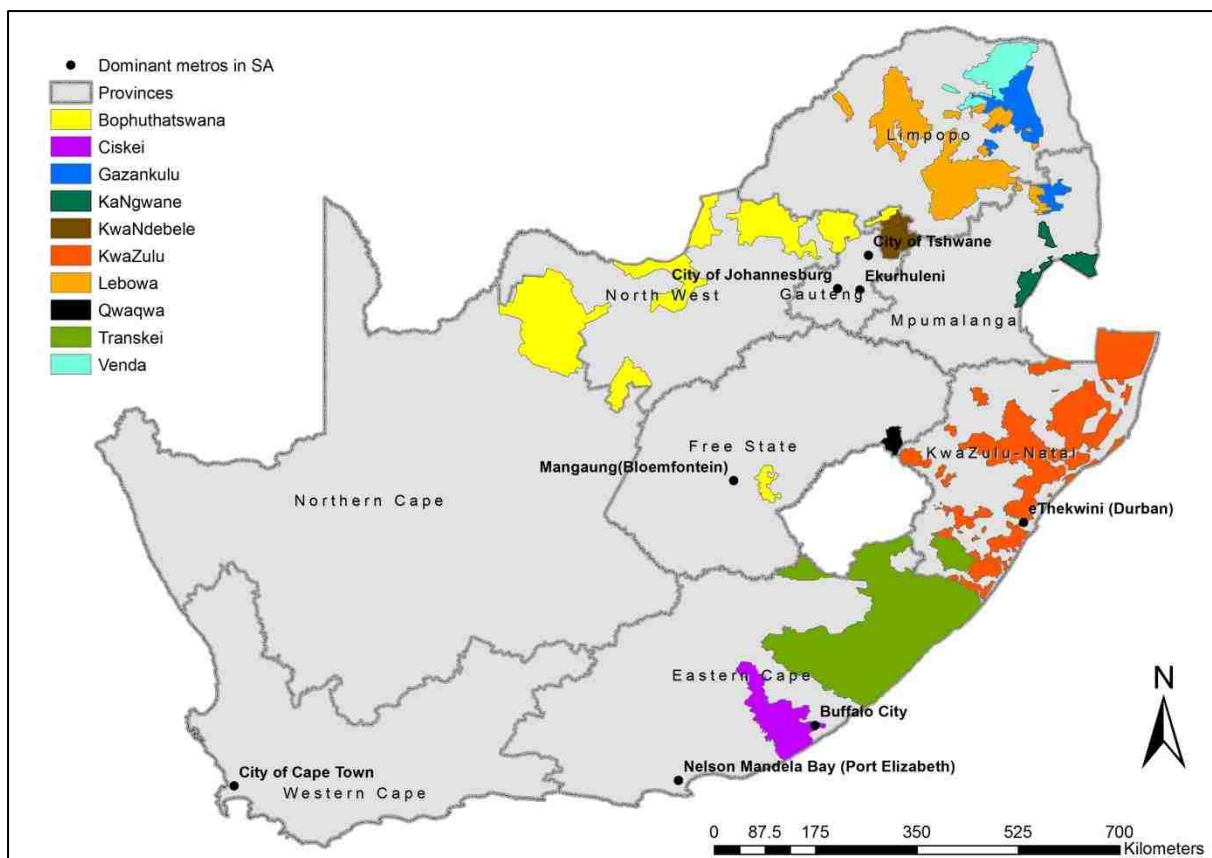 Dominant metros in SA
Provinces
Bophuthatswana
Ciskei
Gazankulu
KaNgwane
KwaNdebele
KwaZulu
Lebowa
Qwaqwa
Transkei
Venda
Limpopo
City of Tshwane
City of Johannesburg
Ekurhuleni
North West
Gauteng
Mpumalanga
Free State
KwaZulu-Natal
Mangaung(Bloemfontein)
Northern Cape
eThekwini (Durban)
Eastern Cape
N
Buffalo City
Nelson Mandela Bay (Port Elizabeth)
City of Cape Town
Western Cape
0 87.5 175 350 525 700
Kilometers